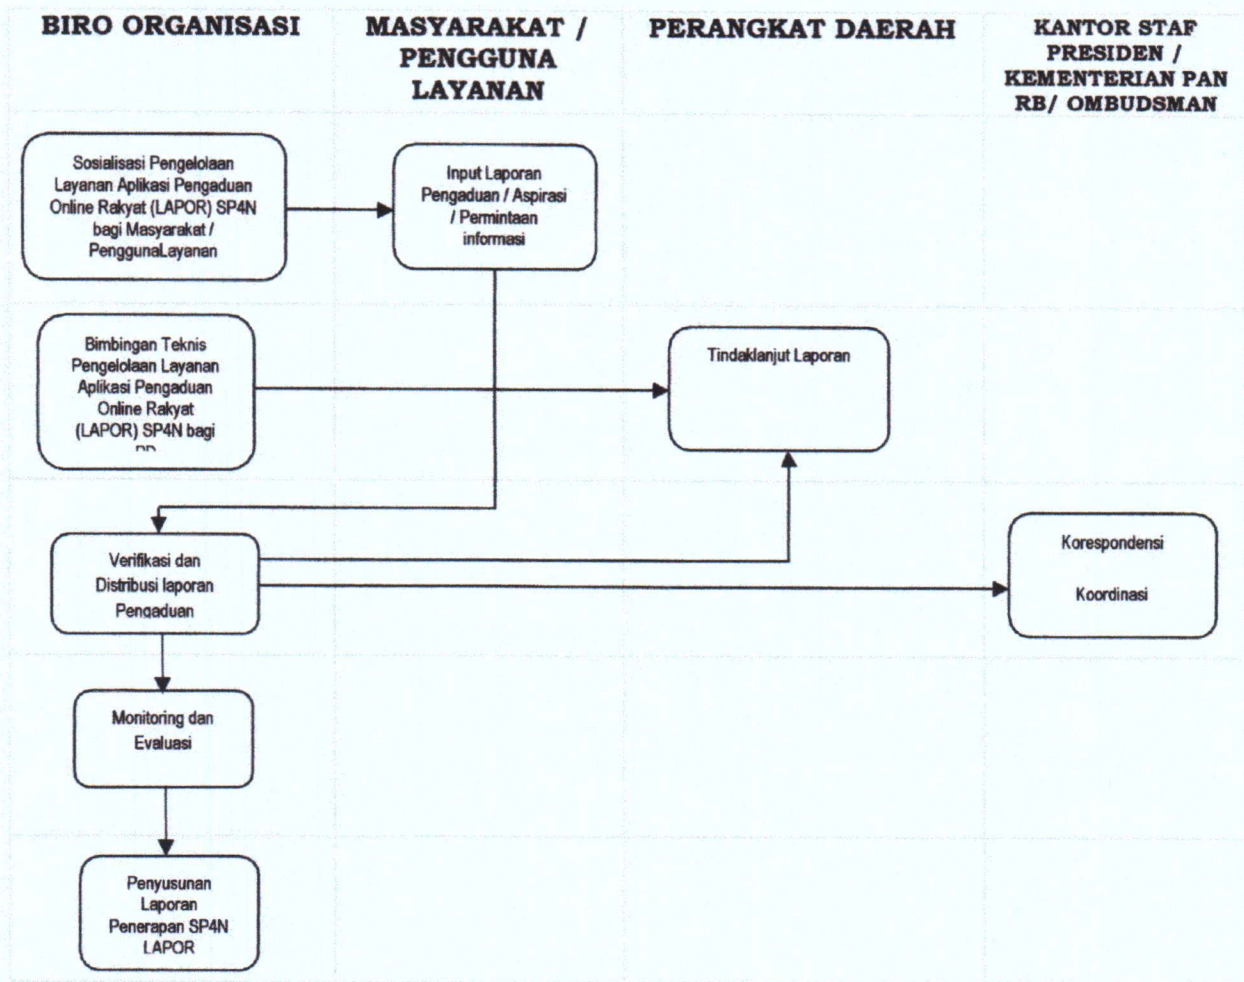 BIRO ORGANISASI
MASYARAKAT /
PENGGUNA
LAYANAN
PERANGKAT DAERAH
KANTOR STAF
PRESIDEN /
KEMENTERIAN PAN
RB/ OMBUDSMAN
Sosialisasi Pengelolaan
Layanan Aplikasi Pengaduan
Online Rakyat (LAPOR) SP4N
bagi Masyarakat /
PenggunaLayanan
Input Laporan
Pengaduan / Aspirasi
/ Permintaan
informasi
Bimbingan Teknis
Pengelolaan Layanan
Aplikasi Pengaduan
Online Rakyat
(LAPOR) SP4N bagi
Tindaklanjut Laporan
Verifikasi dan
Distribusi laporan
Pengaduan
Korespondensi
Koordinasi
Monitoring dan
Evaluasi
Penyusunan
Laporan
Penerapan SP4N
LAPOR